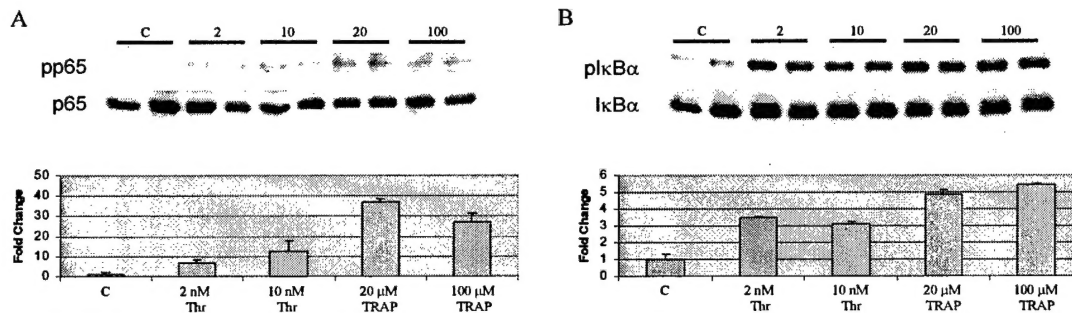 A
C 2 10 20 100
pp65
p65
50
40
30
20
10
0
Fold Change
C 2 nM 10 nM 20 µM 100 µM
Thr Thr TRAP TRAP
B
C 2 10 20 100
pIκBα
IκBα
6
5
4
3
2
1
0
Fold Change
C 2 nM 10 nM 20 µM 100 µM
Thr Thr TRAP TRAP